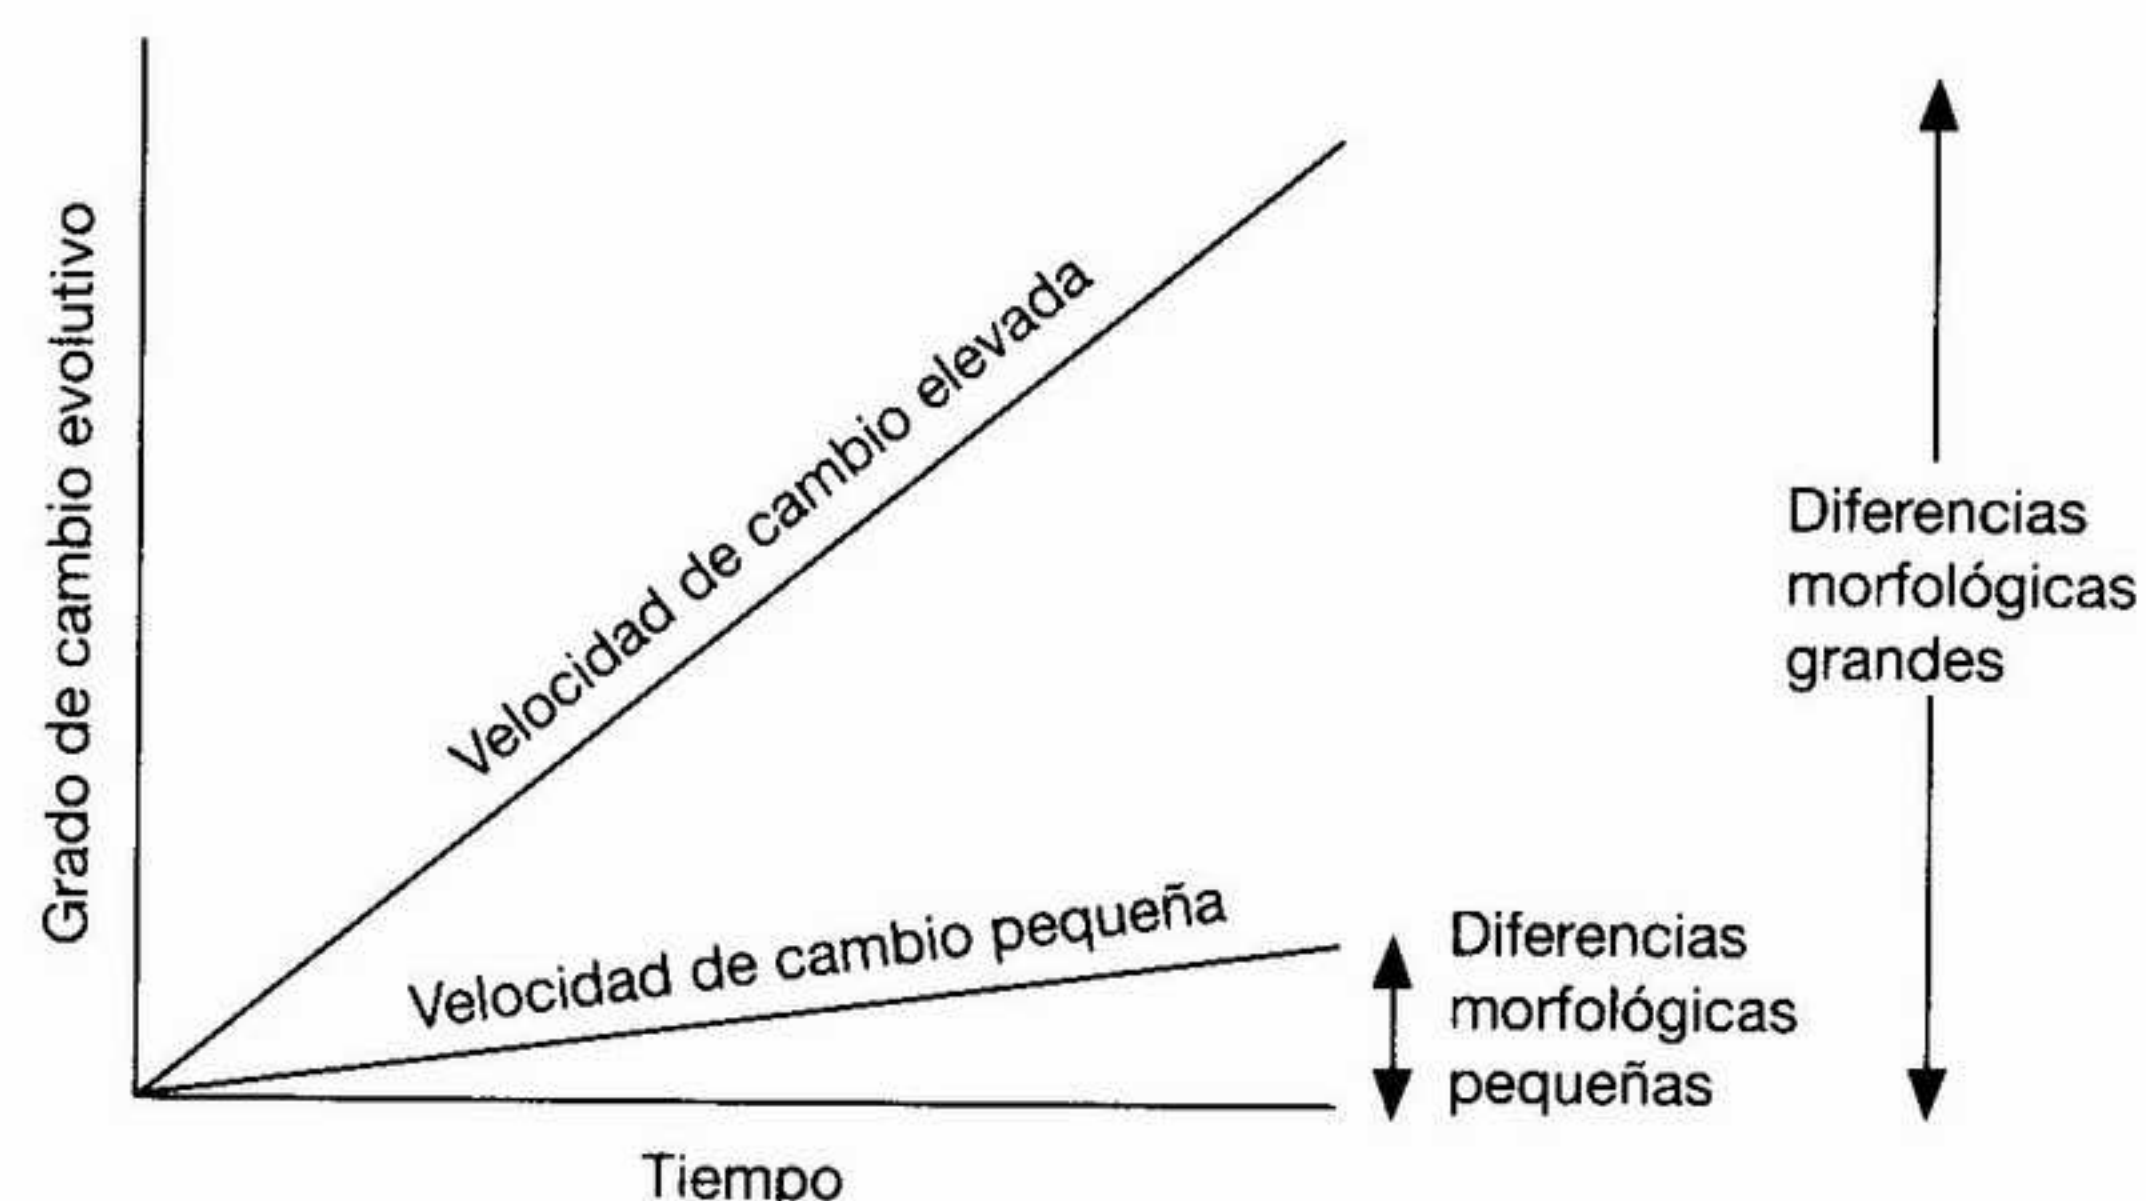 Grado de cambio evolutivo
Velocidad de cambio elevada
Velocidad de cambio pequeña
Diferencias
morfológicas
grandes
Diferencias
morfológicas
pequeñas
Tiempo